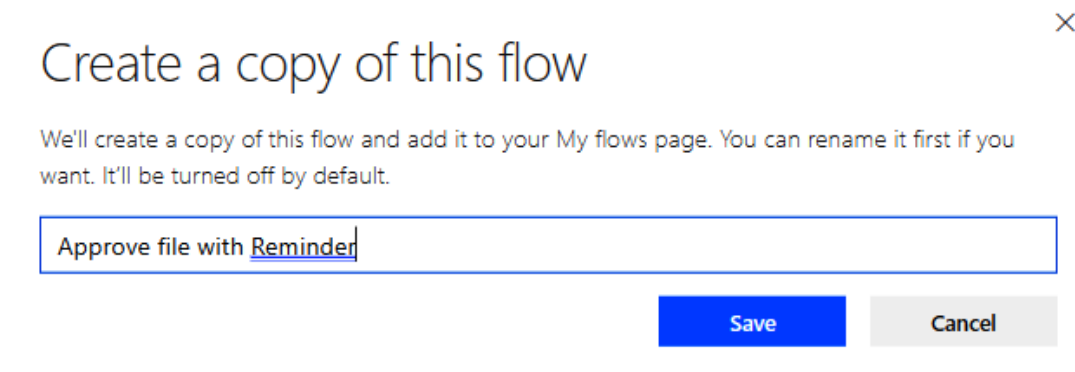 Create a copy of this flow
We'll create a copy of this flow and add it to your My flows page. You can rename it first if you
want. It'll be turned off by default.
Approve file with Reminder
Save
Cancel